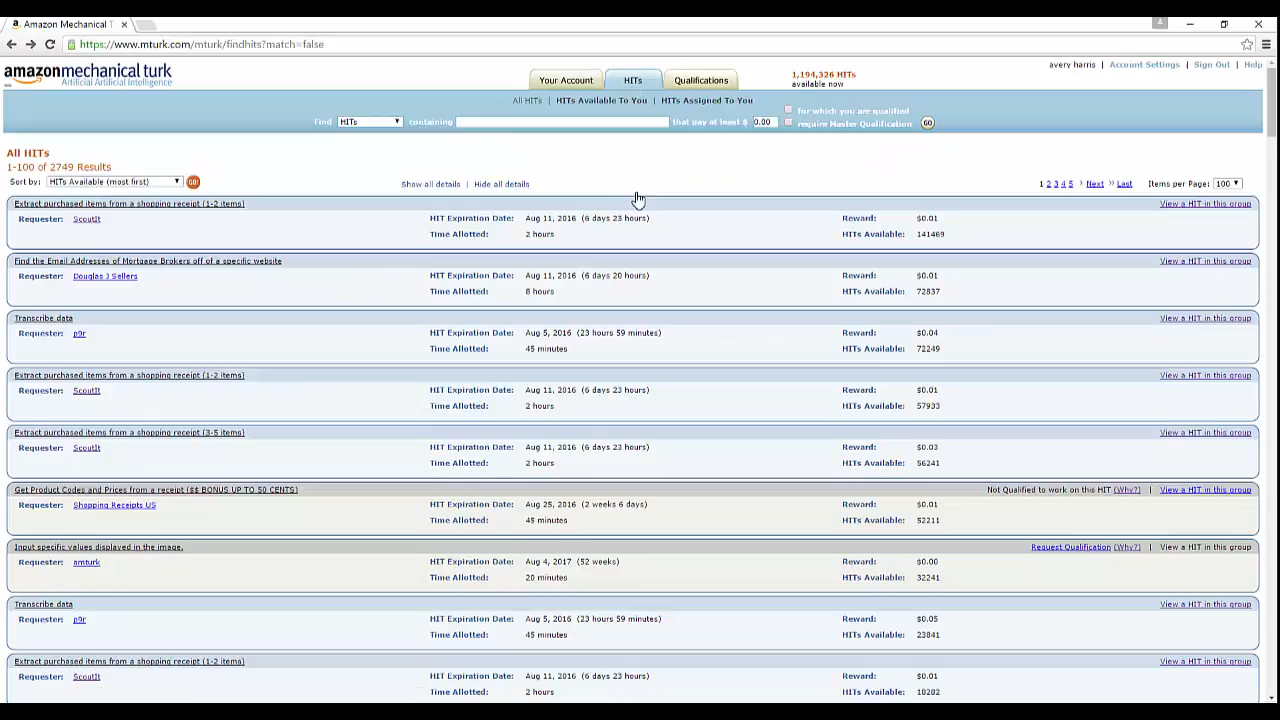 Amazon Mechanical T
https://www.mturk.com/mturk/findhits?match=false
amazonmechanical turk
Artificial Artificial Intelligence
Your Account HITs Qualifications
1,194,326 HITs
available now
avery harris | Account Settings | Sign Out | Help
All HITs | HITs Available To You | HITs Assigned To You
Find HITs containing that pay at least $ 0.00 for which you are qualified
require Master Qualification GO
All HITs
1-100 of 2749 Results
Sort by: HITs Available (most first) GO! Show all details | Hide all details 1 2 3 4 5 › Next » Last Items per Page: 100
Extract purchased items from a shopping receipt (1-2 items) View a HIT in this group
Requester: ScoutIt HIT Expiration Date: Aug 11, 2016 (6 days 23 hours) Reward: $0.01
Time Allotted: 2 hours HITs Available: 141469
Find the Email Addresses of Mortgage Brokers off of a specific website View a HIT in this group
Requester: Douglas J Sellers HIT Expiration Date: Aug 11, 2016 (6 days 20 hours) Reward: $0.01
Time Allotted: 8 hours HITs Available: 72837
Transcribe data View a HIT in this group
Requester: p9r HIT Expiration Date: Aug 5, 2016 (23 hours 59 minutes) Reward: $0.04
Time Allotted: 45 minutes HITs Available: 72249
Extract purchased items from a shopping receipt (1-2 items) View a HIT in this group
Requester: ScoutIt HIT Expiration Date: Aug 11, 2016 (6 days 23 hours) Reward: $0.01
Time Allotted: 2 hours HITs Available: 57933
Extract purchased items from a shopping receipt (3-5 items) View a HIT in this group
Requester: ScoutIt HIT Expiration Date: Aug 11, 2016 (6 days 23 hours) Reward: $0.03
Time Allotted: 2 hours HITs Available: 56241
Get Product Codes and Prices from a receipt ($$ BONUS UP TO 50 CENTS) Not Qualified to work on this HIT (Why?) | View a HIT in this group
Requester: Shopping Receipts US HIT Expiration Date: Aug 25, 2016 (2 weeks 6 days) Reward: $0.01
Time Allotted: 45 minutes HITs Available: 52211
Input specific values displayed in the image. Request Qualification (Why?) | View a HIT in this group
Requester: amturk HIT Expiration Date: Aug 4, 2017 (52 weeks) Reward: $0.00
Time Allotted: 20 minutes HITs Available: 32241
Transcribe data View a HIT in this group
Requester: p9r HIT Expiration Date: Aug 5, 2016 (23 hours 59 minutes) Reward: $0.05
Time Allotted: 45 minutes HITs Available: 23841
Extract purchased items from a shopping receipt (1-2 items) View a HIT in this group
Requester: ScoutIt HIT Expiration Date: Aug 11, 2016 (6 days 23 hours) Reward: $0.01
Time Allotted: 2 hours HITs Available: 18282